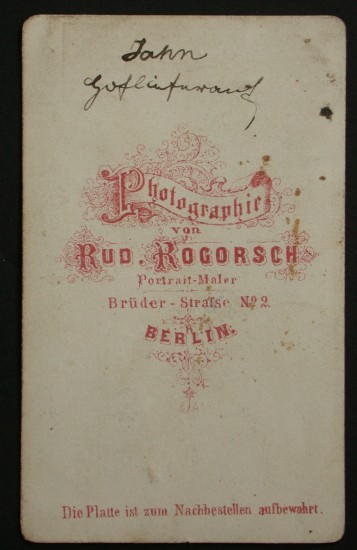 Jahn
Hoflieferant
Photographie
von
RUD. ROGORSCH
Portrait-Maler
Brüder-Straſse No 2.
BERLIN.
Die Platte ist zum Nachbestellen aufbewahrt.